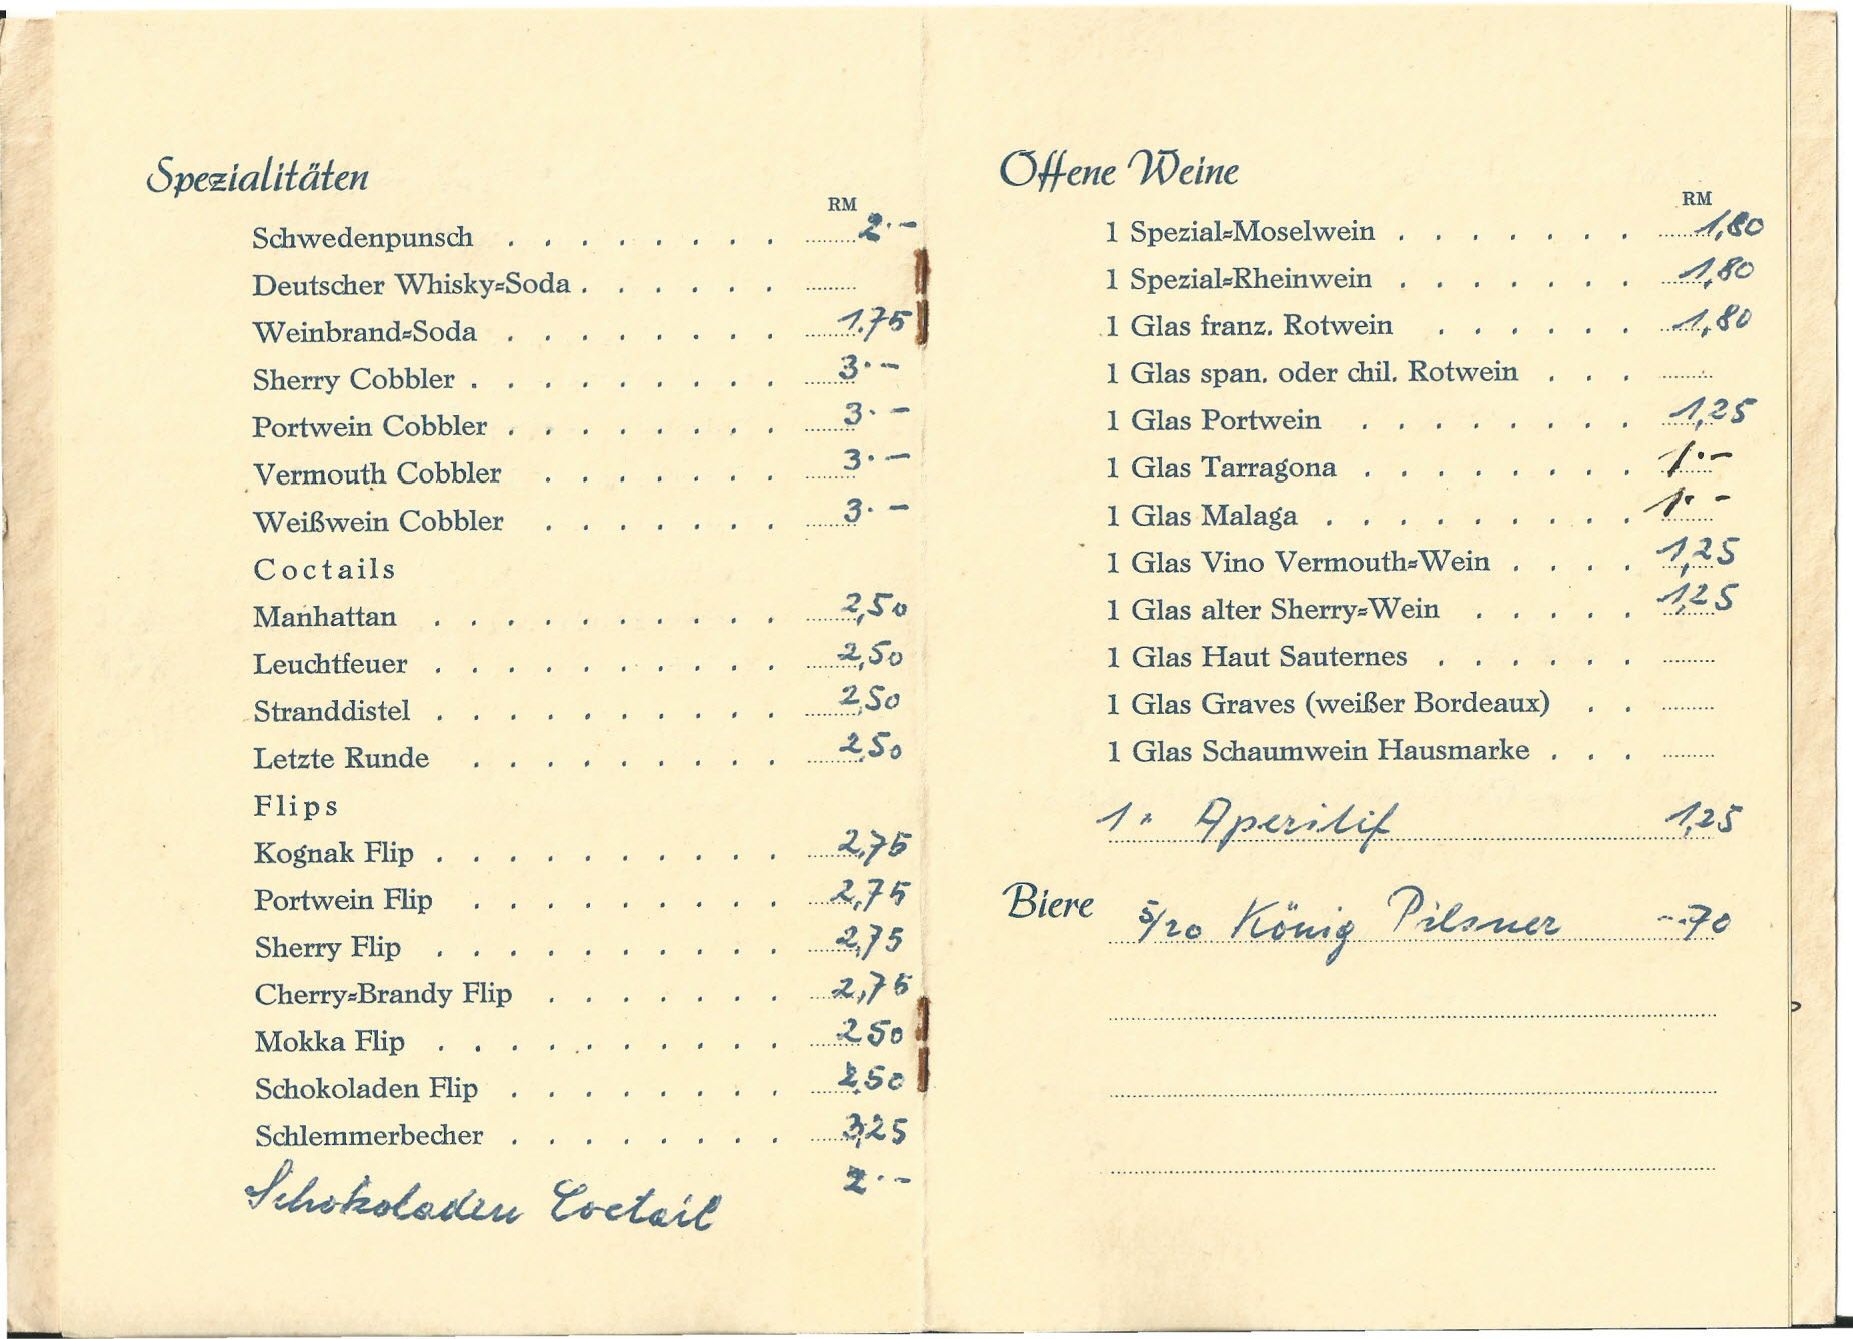 Spezialitäten
RM
Schwedenpunsch . . . . . . . . 2.–
Deutscher Whisky=Soda . . . . . .
Weinbrand=Soda . . . . . . . . 1.75
Sherry Cobbler . . . . . . . . . 3.–
Portwein Cobbler . . . . . . . . 3.–
Vermouth Cobbler . . . . . . . 3.–
Weißwein Cobbler . . . . . . . 3.–
Coctails
Manhattan . . . . . . . . . . 2,50
Leuchtfeuer . . . . . . . . . . 2,50
Stranddistel . . . . . . . . . . 2,50
Letzte Runde . . . . . . . . . 2,50
Flips
Kognak Flip . . . . . . . . . . 2,75
Portwein Flip . . . . . . . . . 2,75
Sherry Flip . . . . . . . . . . 2,75
Cherry=Brandy Flip . . . . . . . 2,75
Mokka Flip . . . . . . . . . . 2,50
Schokoladen Flip . . . . . . . . 2,50
Schlemmerbecher . . . . . . . . 3,25
Schokoladen Coctail 2.–
Offene Weine
RM
1 Spezial=Moselwein . . . . . . . 1,80
1 Spezial=Rheinwein . . . . . . . 1,80
1 Glas franz. Rotwein . . . . . . 1,80
1 Glas span. oder chil. Rotwein . . .
1 Glas Portwein . . . . . . . . 1,25
1 Glas Tarragona . . . . . . . . 1.–
1 Glas Malaga . . . . . . . . . 1.–
1 Glas Vino Vermouth=Wein . . . . 1,25
1 Glas alter Sherry=Wein . . . . . 1,25
1 Glas Haut Sauternes . . . . . .
1 Glas Graves (weißer Bordeaux) . .
1 Glas Schaumwein Hausmarke . . .
1 " Aperitif 1,25
Biere 5/20 König Pilsner -.70